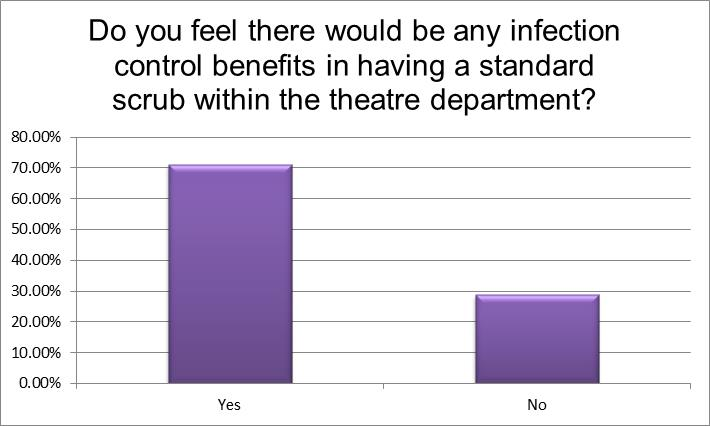 Do you feel there would be any infection
control benefits in having a standard
scrub within the theatre department?
80.00%
70.00%
60.00%
50.00%
40.00%
30.00%
20.00%
10.00%
0.00%
Yes No